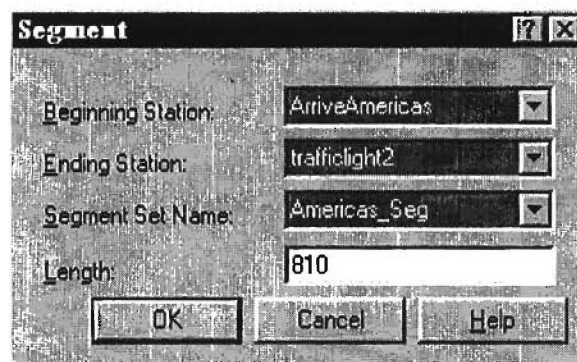 Segment
Beginning Station: ArriveAmericas
Ending Station: trafficlight2
Segment Set Name: Americas_Seg
Length: 810
OK Cancel Help